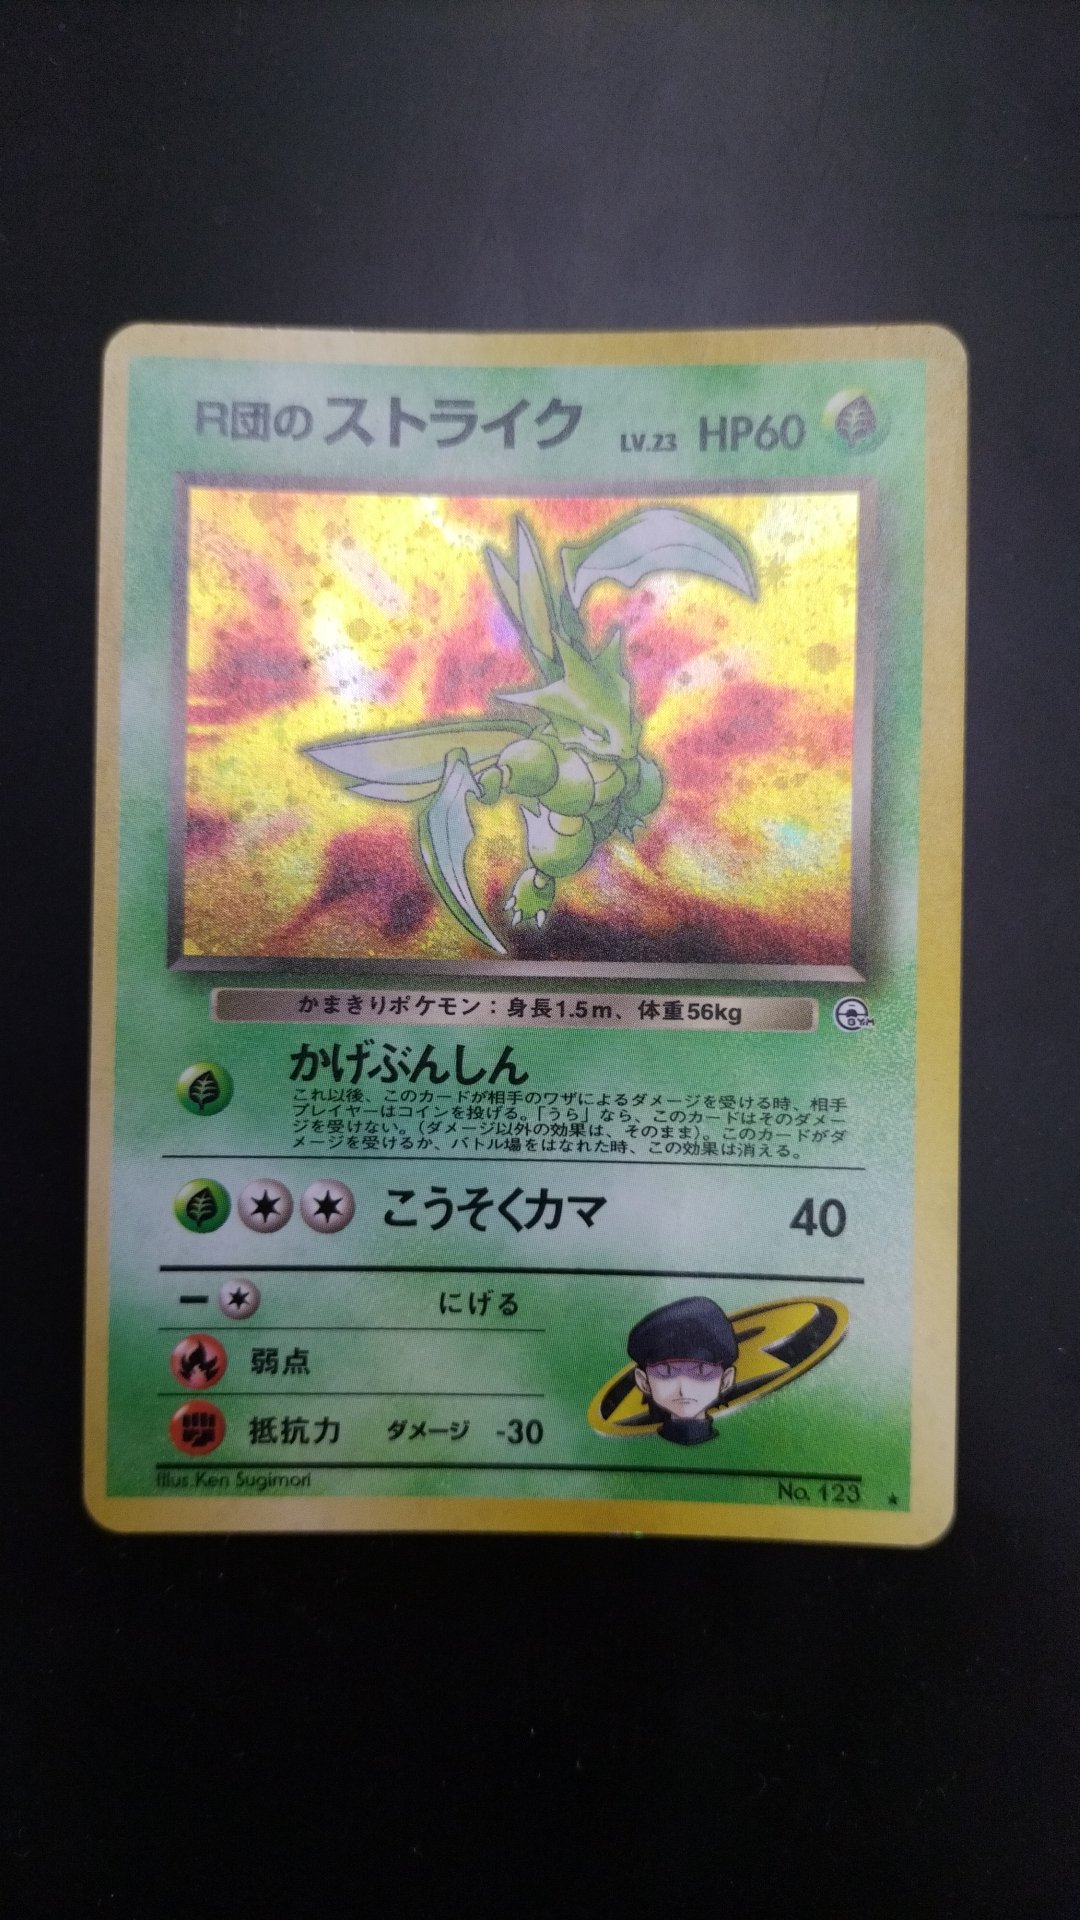 R団のストライク LV.23 HP60
かまきりポケモン：身長1.5m、体重56kg
GYM
かげぶんしん
これ以後、このカードが相手のワザによるダメージを受ける時、相手
プレイヤーはコインを投げる。「うら」なら、このカードはそのダメー
ジを受けない。（ダメージ以外の効果は、そのまま）。このカードがダ
メージを受けるか、バトル場をはなれた時、この効果は消える。
こうそくカマ 40
− にげる
弱点
抵抗力 ダメージ -30
Illus.Ken Sugimori
No. 123 ★